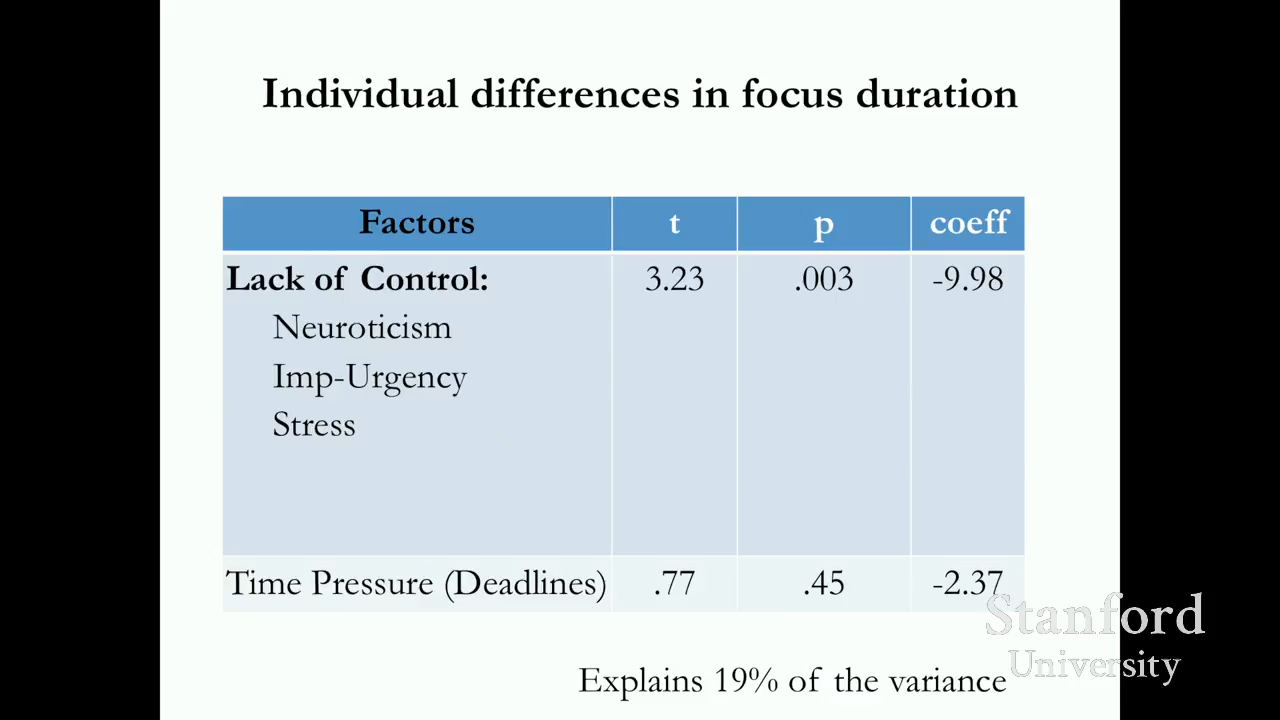 Individual differences in focus duration
Factors t p coeff
Lack of Control: 3.23 .003 -9.98
Neuroticism
Imp-Urgency
Stress
Time Pressure (Deadlines) .77 .45 -2.37
Stanford
University
Explains 19% of the variance